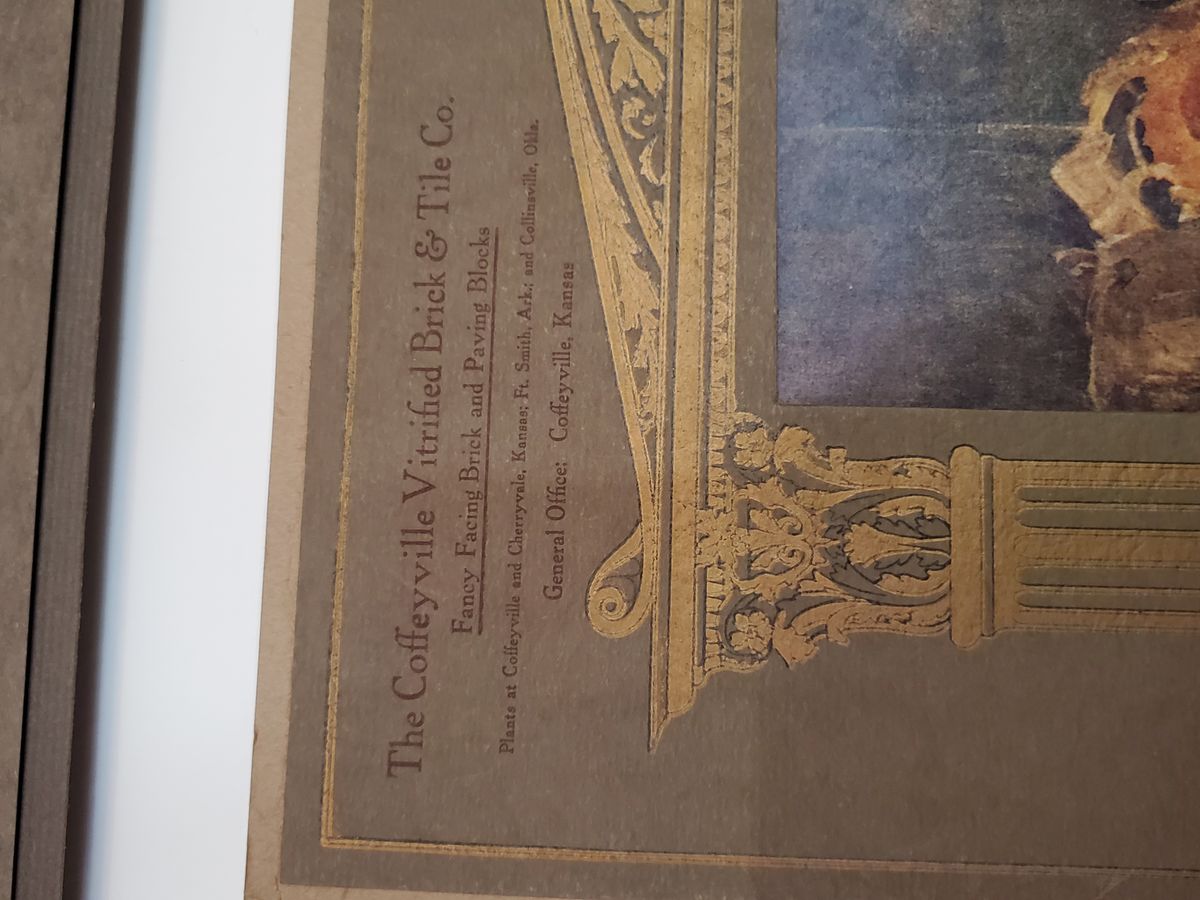 The Coffeyville Vitrified Brick & Tile Co.
Fancy Facing Brick and Paving Blocks
Plants at Coffeyville and Cherryvale, Kansas; Ft. Smith, Ark.; and Collinsville, Okla.
General Office: Coffeyville, Kansas